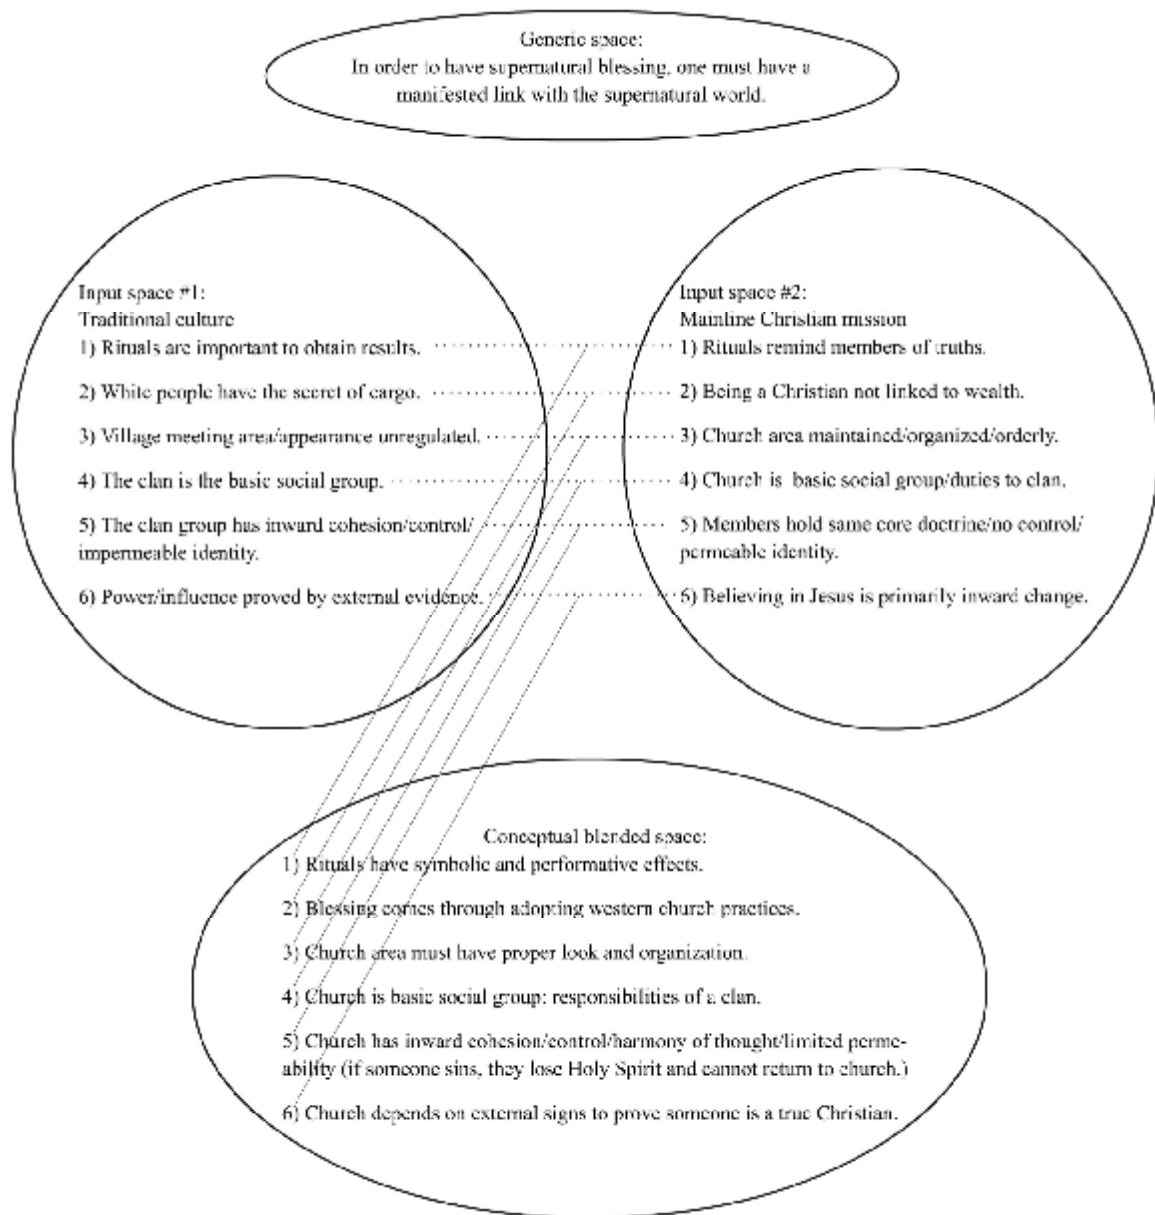 Generic space:
In order to have supernatural blessing, one must have a
manifested link with the supernatural world.
Input space #1:
Traditional culture
1) Rituals are important to obtain results.
2) White people have the secret of cargo.
3) Village meeting area/appearance unregulated.
4) The clan is the basic social group.
5) The clan group has inward cohesion/control/
impermeable identity.
6) Power/influence proved by external evidence.
Input space #2:
Mainline Christian mission
1) Rituals remind members of truths.
2) Being a Christian not linked to wealth.
3) Church area maintained/organized/orderly.
4) Church is basic social group/duties to clan.
5) Members hold same core doctrine/no control/
permeable identity.
6) Believing in Jesus is primarily inward change.
Conceptual blended space:
1) Rituals have symbolic and performative effects.
2) Blessing comes through adopting western church practices.
3) Church area must have proper look and organization.
4) Church is basic social group: responsibilities of a clan.
5) Church has inward cohesion/control/harmony of thought/limited perme-
ability (if someone sins, they lose Holy Spirit and cannot return to church.)
6) Church depends on external signs to prove someone is a true Christian.